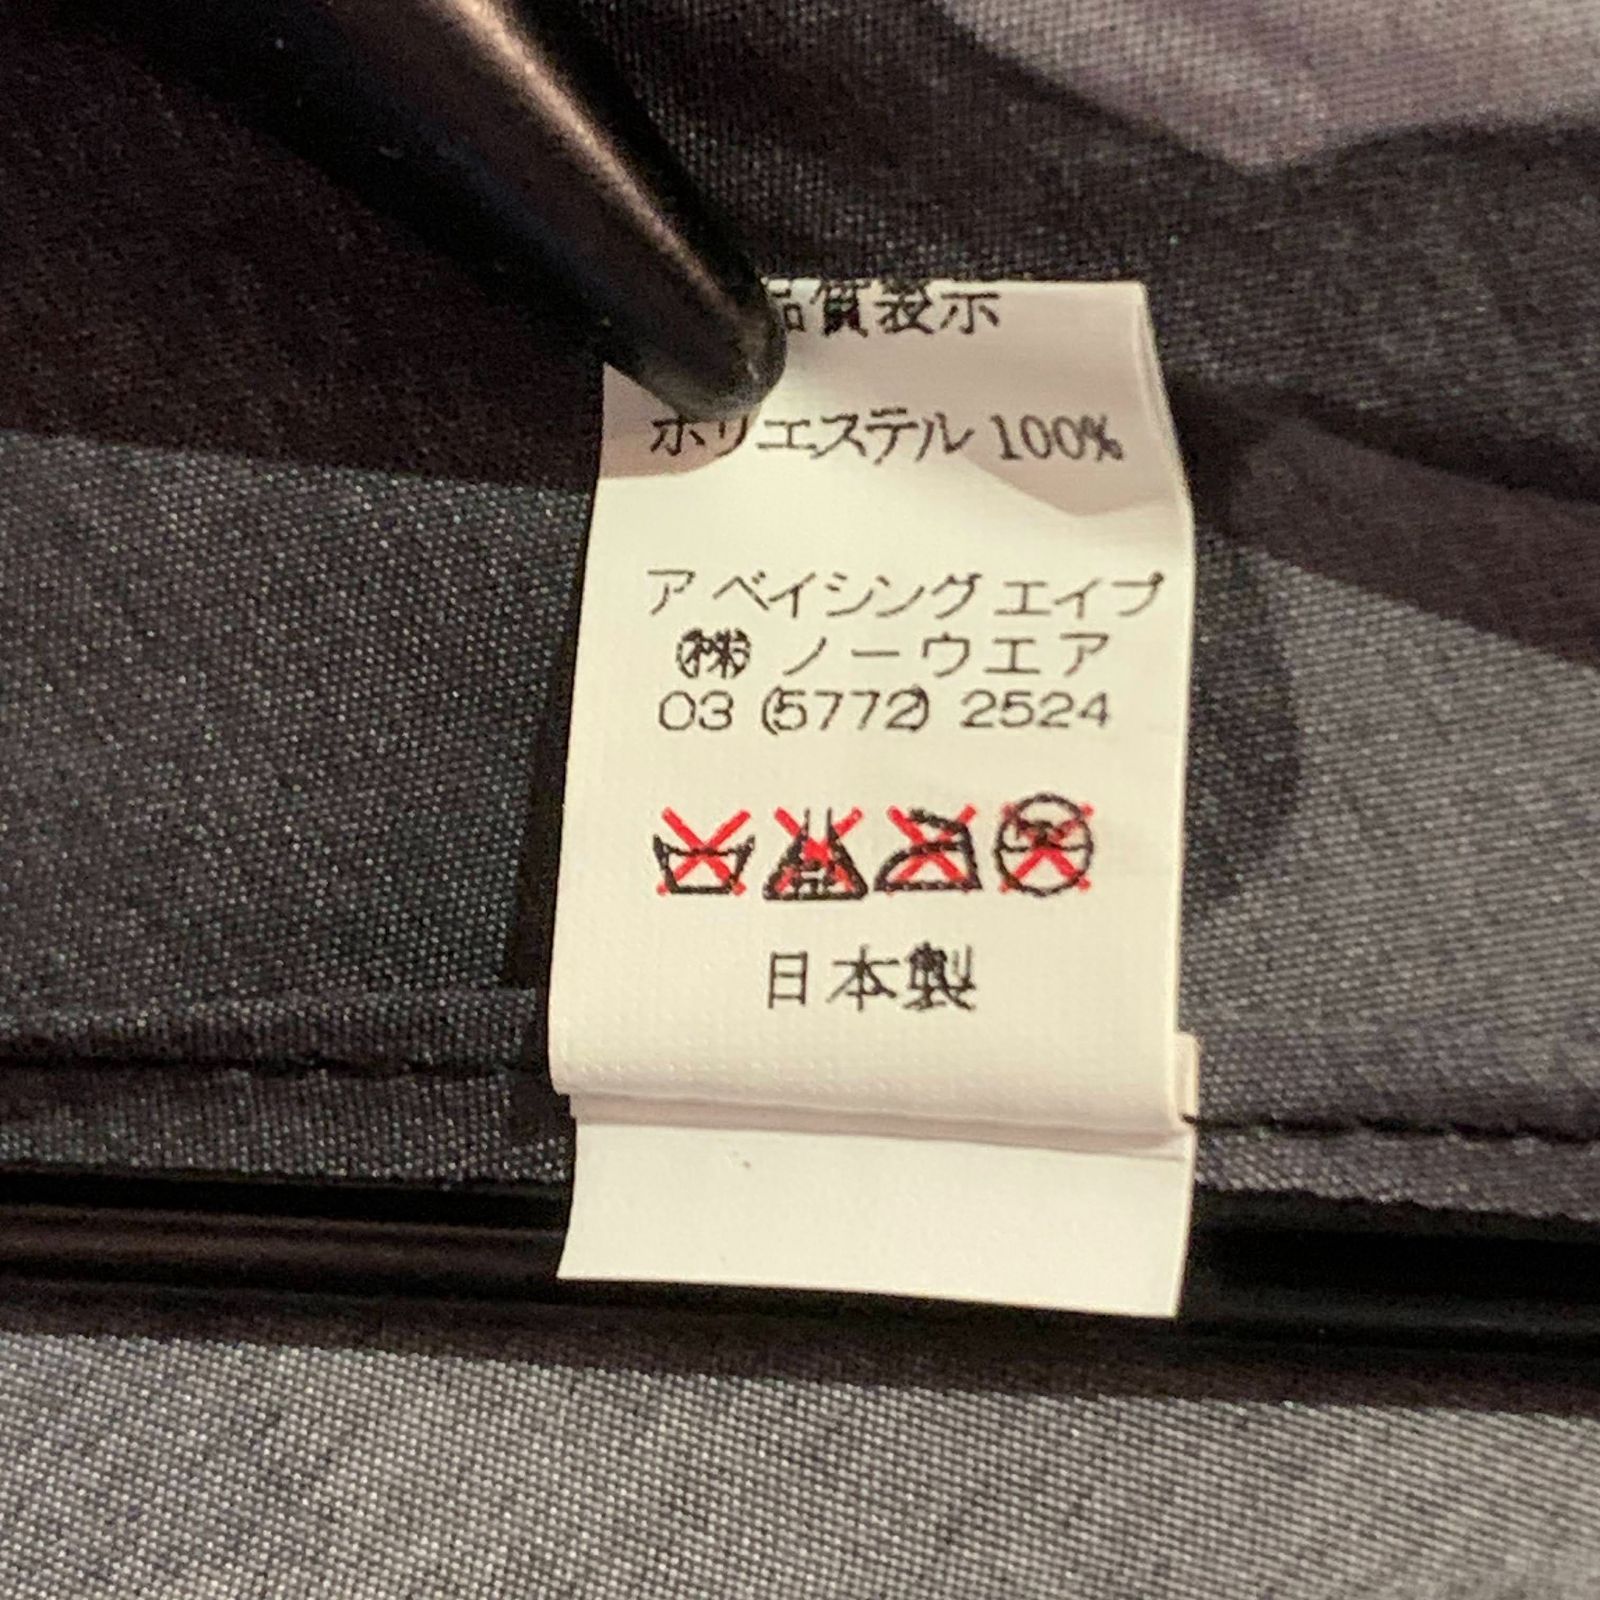 品質表示
ポリエステル 100%
ア ベイシング エイプ
㈱ ノーウエア
03 (5772) 2524
日本製